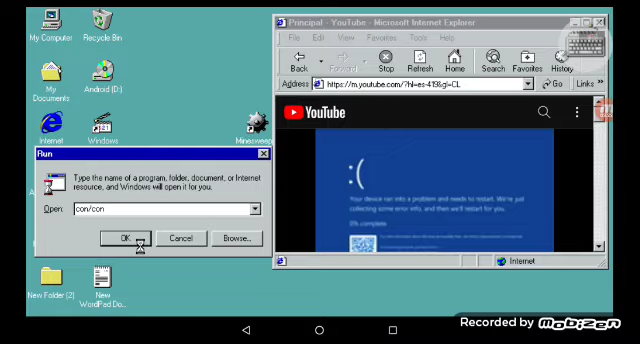 My Computer
Recycle Bin
My
Documents
Android (D:)
Internet
Windows
Minesweep
Run
Type the name of a program, folder, document, or Internet
resource, and Windows will open it for you.
Open:
con/con
OK
Cancel
Browse...
New Folder (2)
New
WordPad Do...
Principal - YouTube - Microsoft Internet Explorer
File
Edit
View
Favorites
Tools
Help
Back
Forward
Stop
Refresh
Home
Search
Favorites
History
Address
https://m.youtube.com/?hl=es-419&gl=CL
Go
Links »
YouTube
:(
Your device ran into a problem and needs to restart. We're just
collecting some error info, and then we'll restart for you.
0% complete
Internet
Recorded by Mobizen